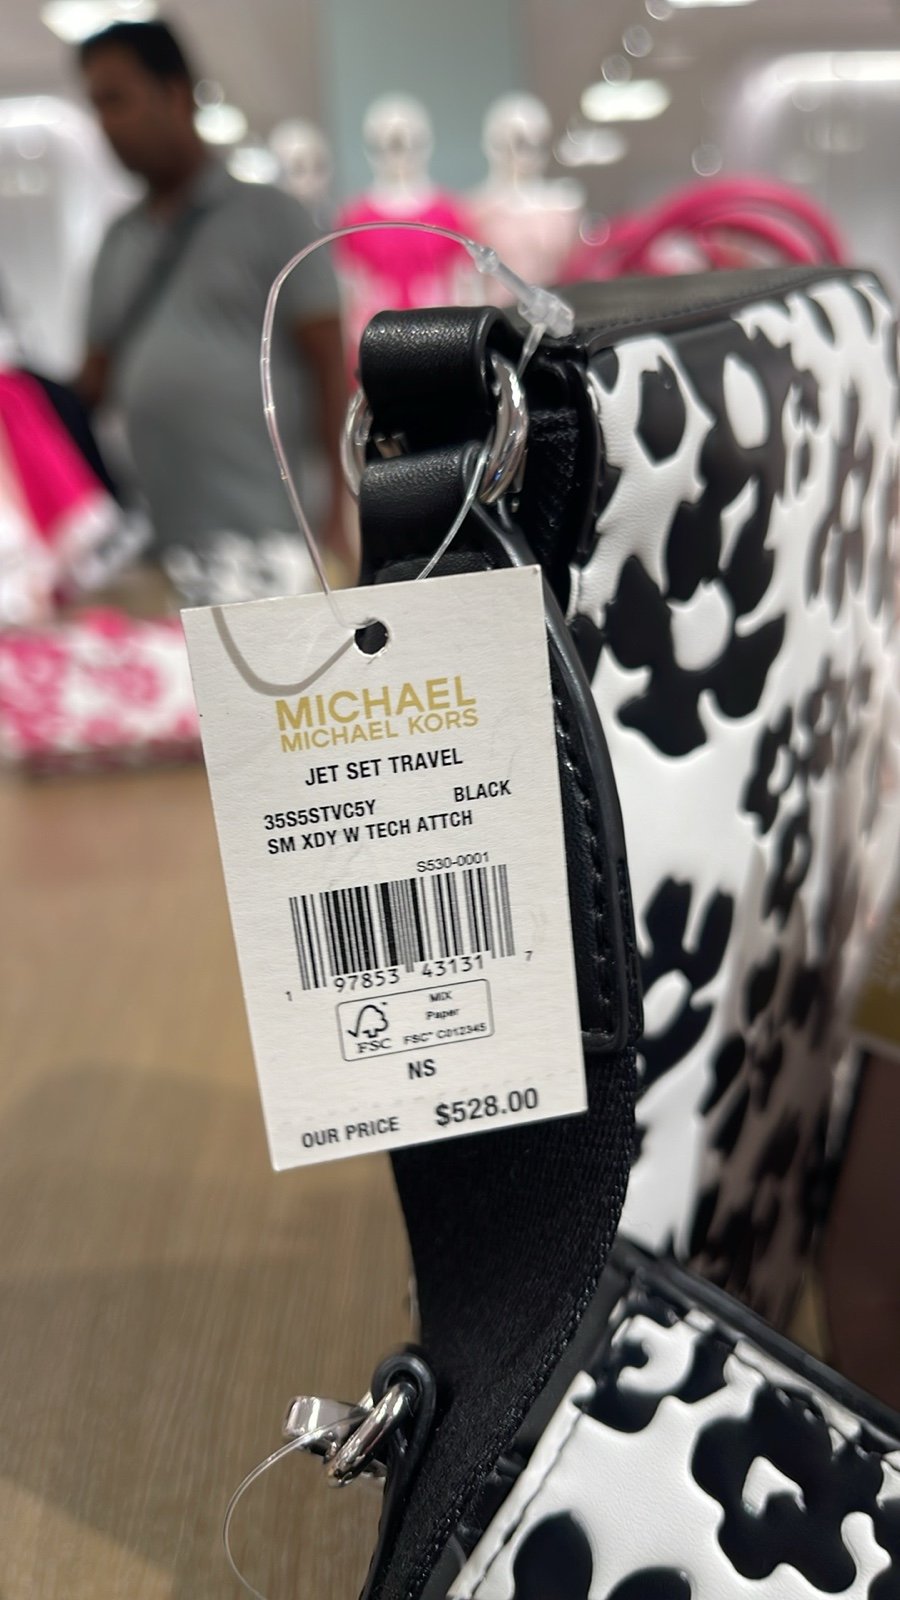 MICHAEL
MICHAEL KORS
JET SET TRAVEL
35S5STVC5Y BLACK
SM XDY W TECH ATTCH
S530-0001
1 97853 43131 7
FSC
MIX
Paper
FSC™ C012345
NS
OUR PRICE $528.00